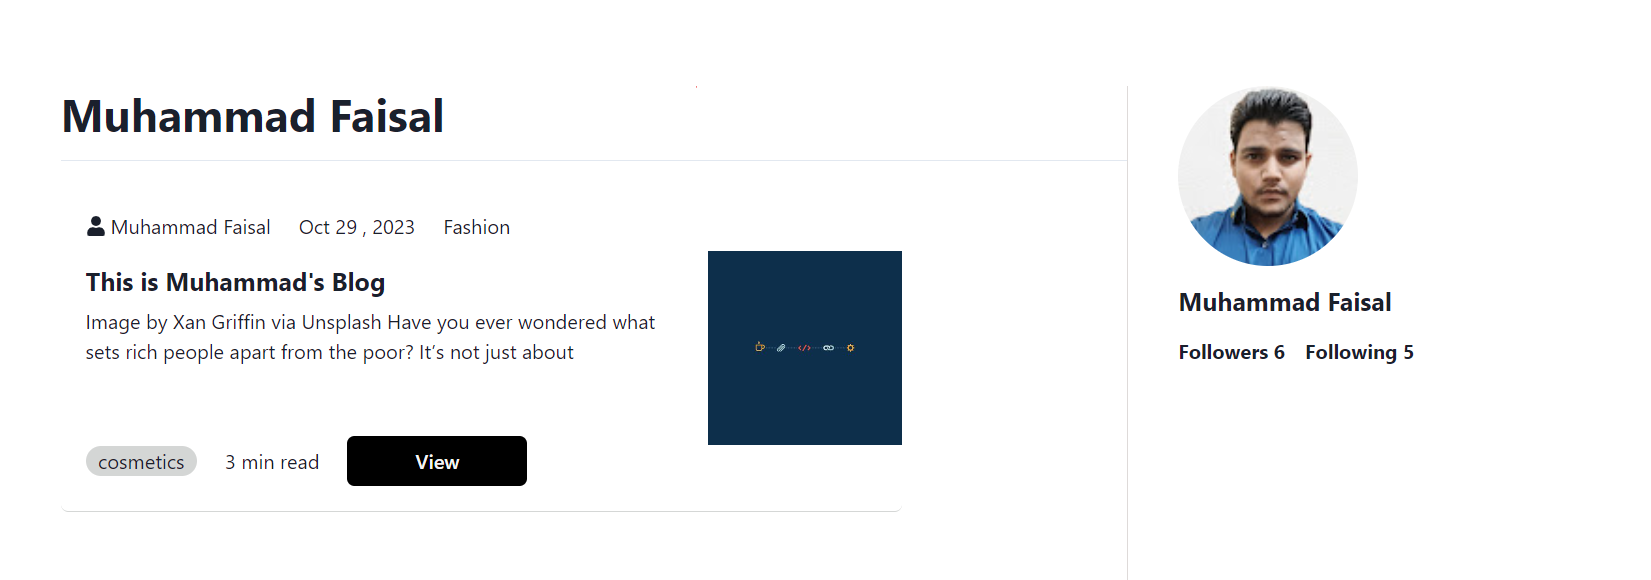 Muhammad Faisal
Muhammad Faisal Oct 29 , 2023 Fashion
This is Muhammad's Blog
Image by Xan Griffin via Unsplash Have you ever wondered what
sets rich people apart from the poor? It’s not just about
cosmetics 3 min read View
Muhammad Faisal
Followers 6 Following 5